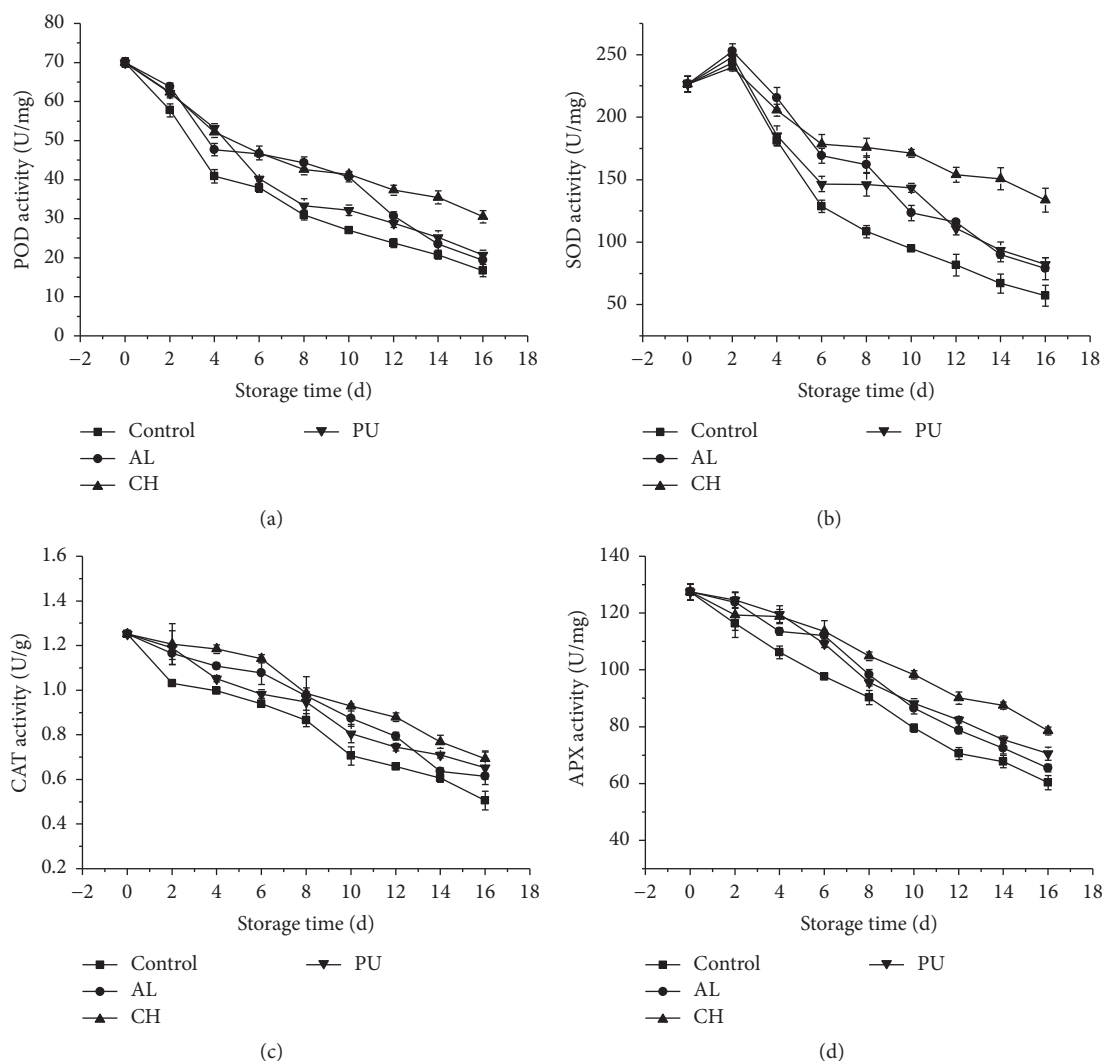 80
70
60
50
40
30
20
10
0
POD activity (U/mg)
−2 0 2 4 6 8 10 12 14 16 18
Storage time (d)
Control
AL
CH
PU
(a)
250
200
150
100
50
SOD activity (U/mg)
−2 0 2 4 6 8 10 12 14 16 18
Storage time (d)
Control
AL
CH
PU
(b)
1.6
1.4
1.2
1.0
0.8
0.6
0.4
0.2
CAT activity (U/g)
−2 0 2 4 6 8 10 12 14 16 18
Storage time (d)
Control
AL
CH
PU
(c)
140
120
100
80
60
40
APX activity (U/mg)
−2 0 2 4 6 8 10 12 14 16 18
Storage time (d)
Control
AL
CH
PU
(d)